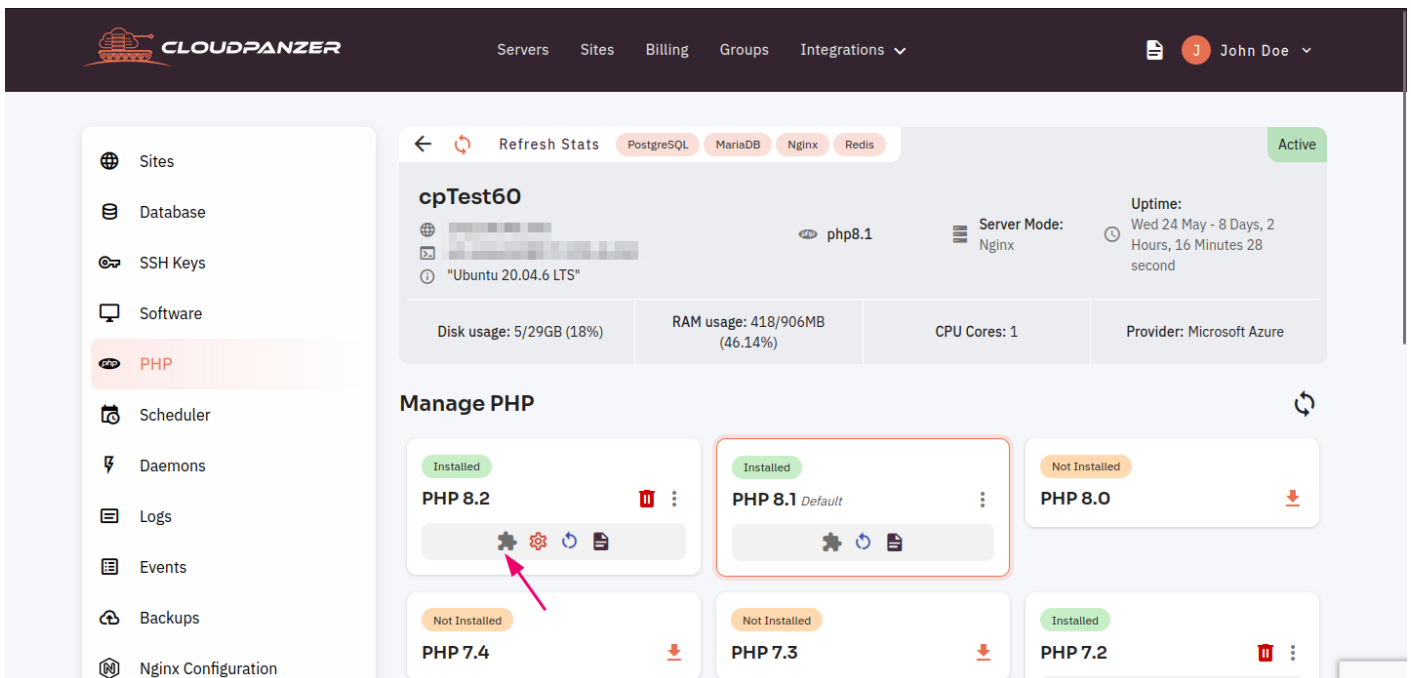 CLOUDPANZER
Servers Sites Billing Groups Integrations
J John Doe
Sites
Database
SSH Keys
Software
php PHP
Scheduler
Daemons
Logs
Events
Backups
N Nginx Configuration
Refresh Stats PostgreSQL MariaDB Nginx Redis Active
cpTest60
"Ubuntu 20.04.6 LTS"
php php8.1
Server Mode:
Nginx
Uptime:
Wed 24 May - 8 Days, 2
Hours, 16 Minutes 28
second
Disk usage: 5/29GB (18%)
RAM usage: 418/906MB
(46.14%)
CPU Cores: 1
Provider: Microsoft Azure
Manage PHP
Installed
PHP 8.2
Installed
PHP 8.1 Default
Not Installed
PHP 8.0
Not Installed
PHP 7.4
Not Installed
PHP 7.3
Installed
PHP 7.2